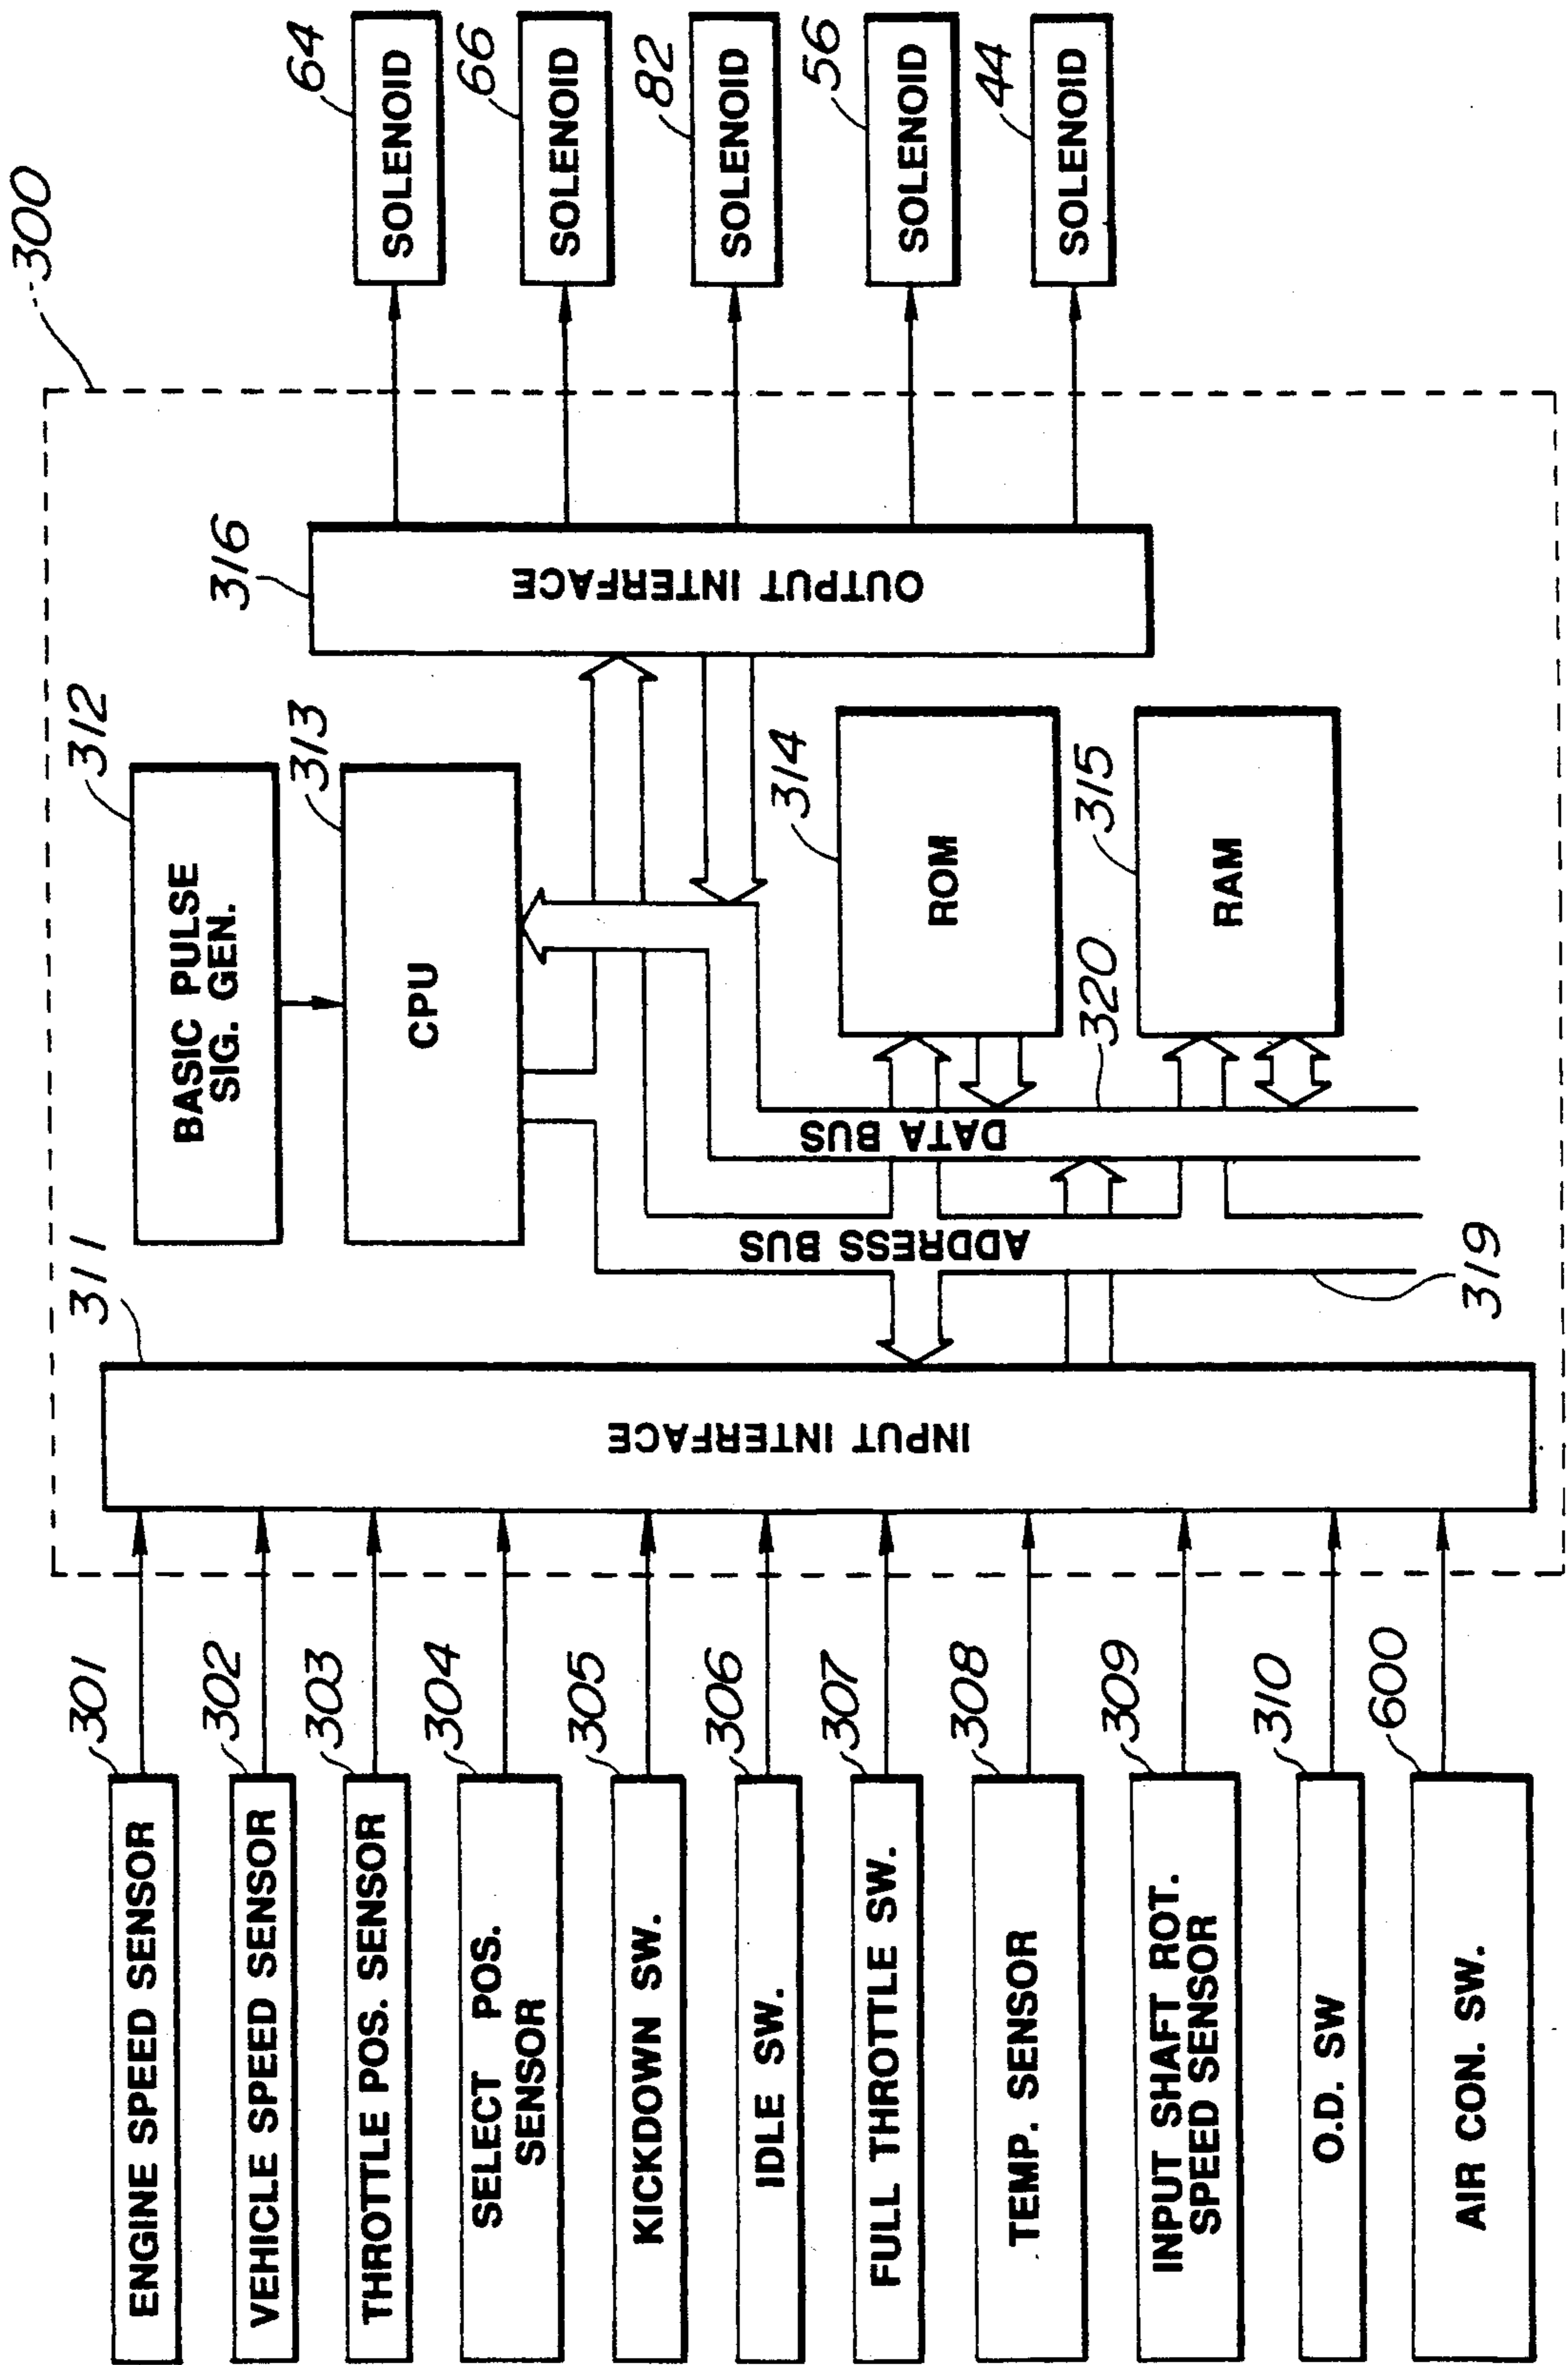 300
301
ENGINE SPEED SENSOR
302
VEHICLE SPEED SENSOR
303
THROTTLE POS. SENSOR
304
SELECT POS.
SENSOR
305
KICKDOWN SW.
306
IDLE SW.
307
FULL THROTTLE SW.
308
TEMP. SENSOR
309
INPUT SHAFT ROT.
SPEED SENSOR
310
O.D. SW
600
AIR CON. SW.
311
INPUT INTERFACE
312
BASIC PULSE
SIG. GEN.
313
CPU
ADDRESS BUS
319
DATA BUS
320
314
ROM
315
RAM
316
OUTPUT INTERFACE
64
SOLENOID
66
SOLENOID
82
SOLENOID
56
SOLENOID
44
SOLENOID